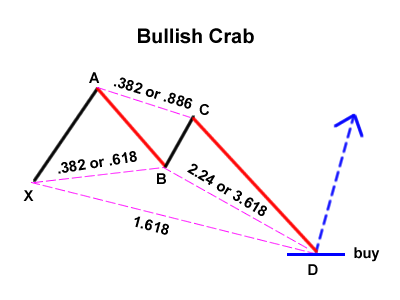 Bullish Crab
A
.382 or .886
C
.382 or .618
B
X
2.24 or 3.618
1.618
buy
D